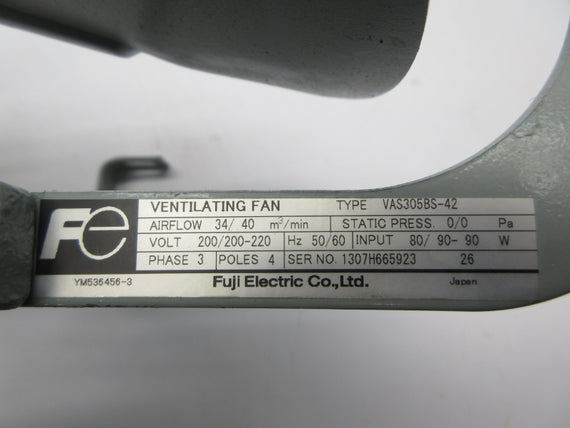 Fe
VENTILATING FAN TYPE VAS305BS-42
AIRFLOW 34/ 40 m³/min STATIC PRESS. 0/0 Pa
VOLT 200/200-220 Hz 50/60 INPUT 80/ 90- 90 W
PHASE 3 POLES 4 SER NO. 1307H665923 26
YM536456-3 Fuji Electric Co.,Ltd. Japan